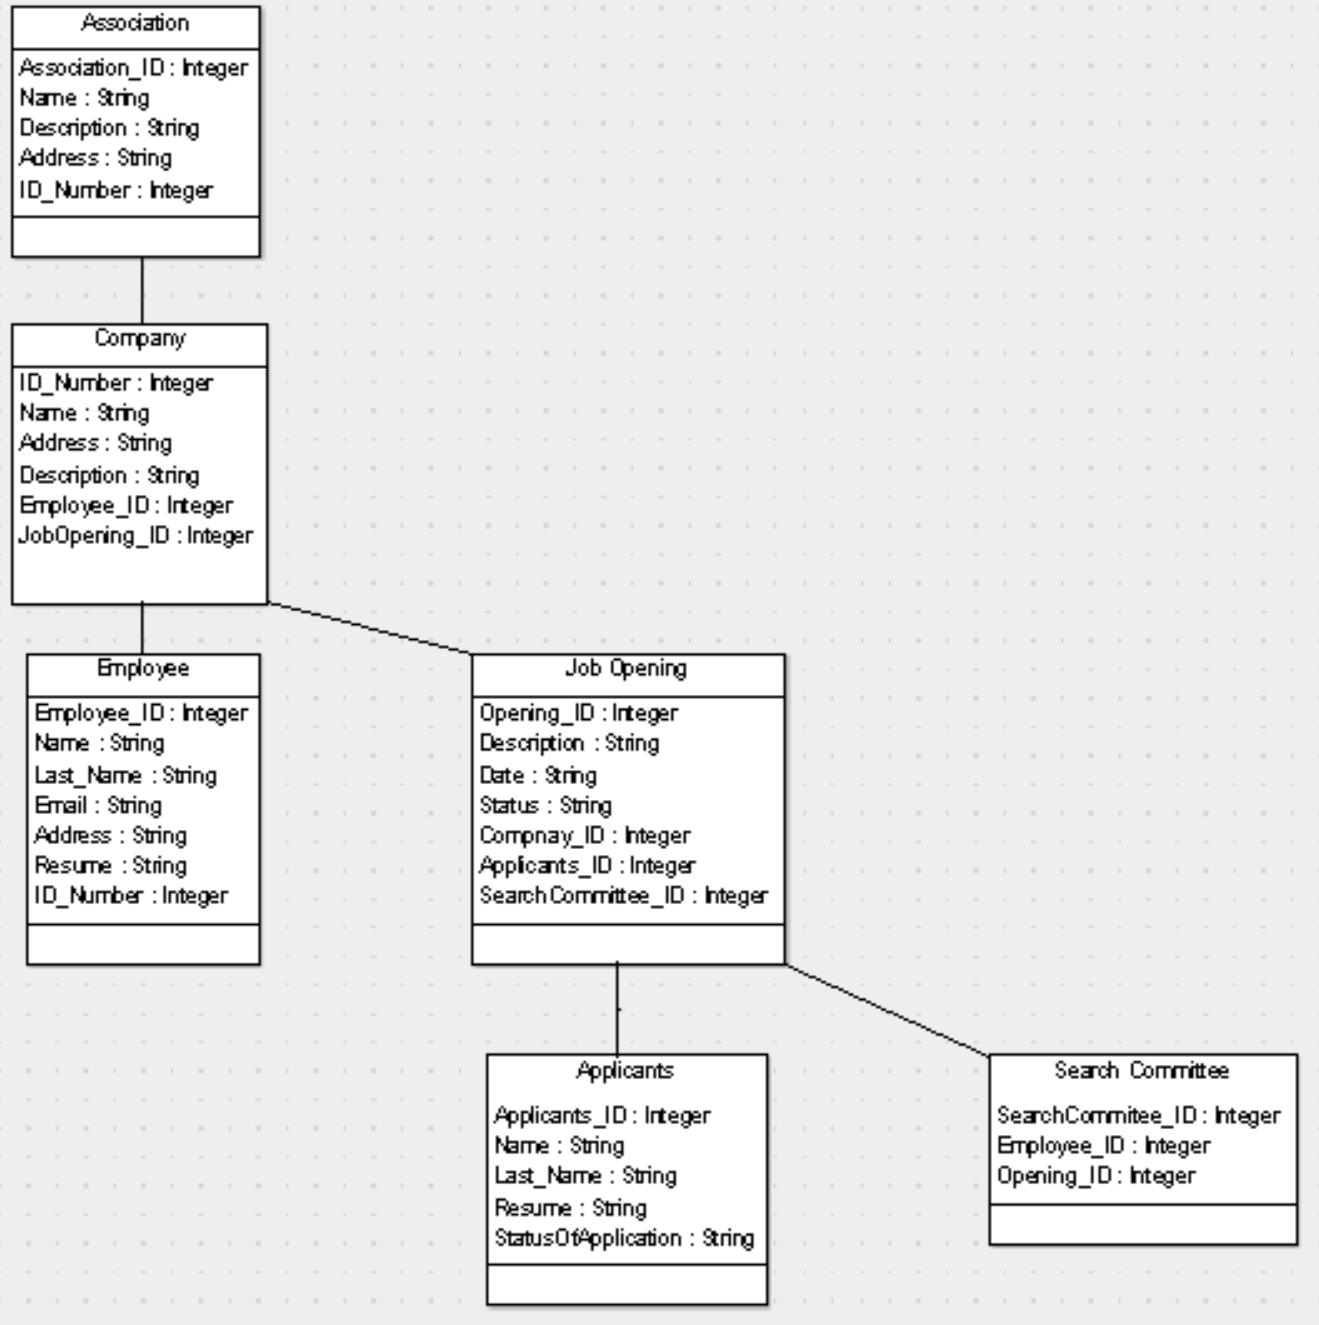 Association
Association_ID : Integer
Name : String
Description : String
Address : String
ID_Number : Integer
Company
ID_Number : Integer
Name : String
Address : String
Description : String
Employee_ID : Integer
JobOpening_ID : Integer
Employee
Employee_ID : Integer
Name : String
Last_Name : String
Email : String
Address : String
Resume : String
ID_Number : Integer
Job Opening
Opening_ID : Integer
Description : String
Date : String
Status : String
Compnay_ID : Integer
Applicants_ID : Integer
SearchCommittee_ID : Integer
Applicants
Applicants_ID : Integer
Name : String
Last_Name : String
Resume : String
StatusOfApplication : String
Search Committee
SearchCommitee_ID : Integer
Employee_ID : Integer
Opening_ID : Integer